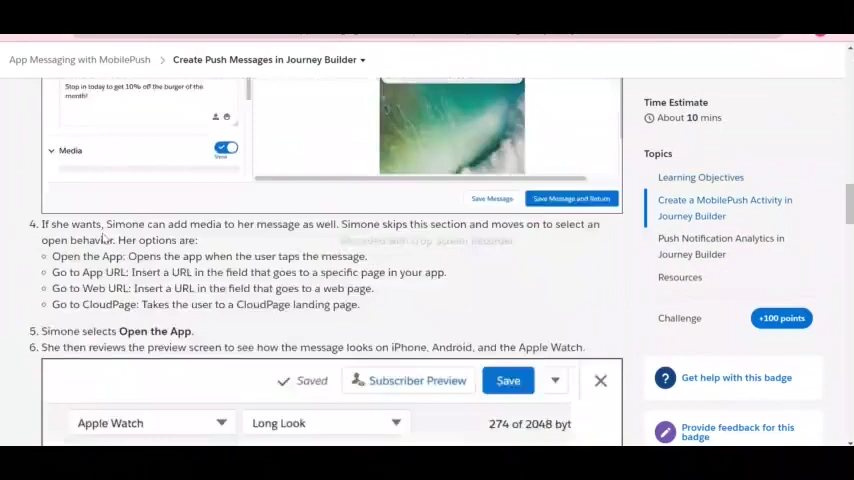 App Messaging with MobilePush > Create Push Messages in Journey Builder
Stop in today to get 10% off the burger of the
month!
Media
Show
Save Message
Save Message and Return
4. If she wants, Simone can add media to her message as well. Simone skips this section and moves on to select an
open behavior. Her options are:
Open the App: Opens the app when the user taps the message.
Go to App URL: Insert a URL in the field that goes to a specific page in your app.
Go to Web URL: Insert a URL in the field that goes to a web page.
Go to CloudPage: Takes the user to a CloudPage landing page.
5. Simone selects Open the App.
6. She then reviews the preview screen to see how the message looks on iPhone, Android, and the Apple Watch.
Saved
Subscriber Preview
Save
Apple Watch
Long Look
274 of 2048 byt
Time Estimate
About 10 mins
Topics
Learning Objectives
Create a MobilePush Activity in
Journey Builder
Push Notification Analytics in
Journey Builder
Resources
Challenge
+100 points
Get help with this badge
Provide feedback for this
badge